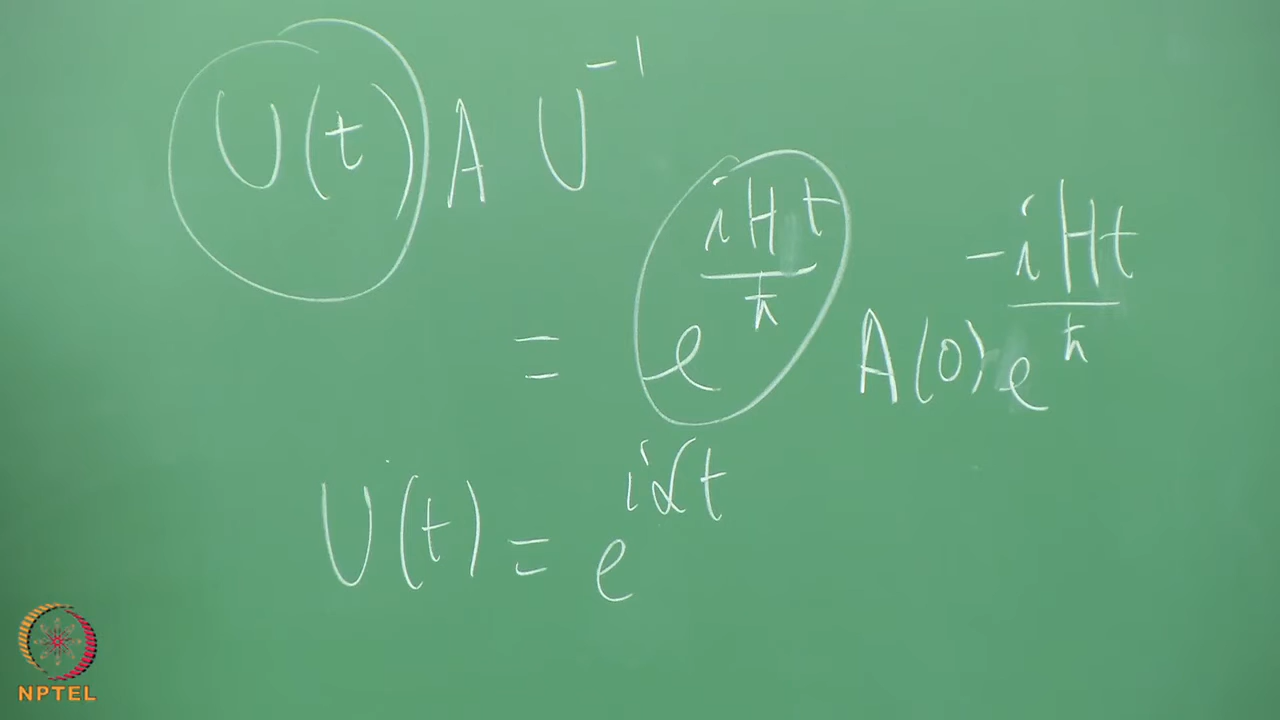 U(t) A U⁻¹
= e^{iHt/ħ} A(0) e^{-iHt/ħ}
U(t) = e^{iαt}
NPTEL